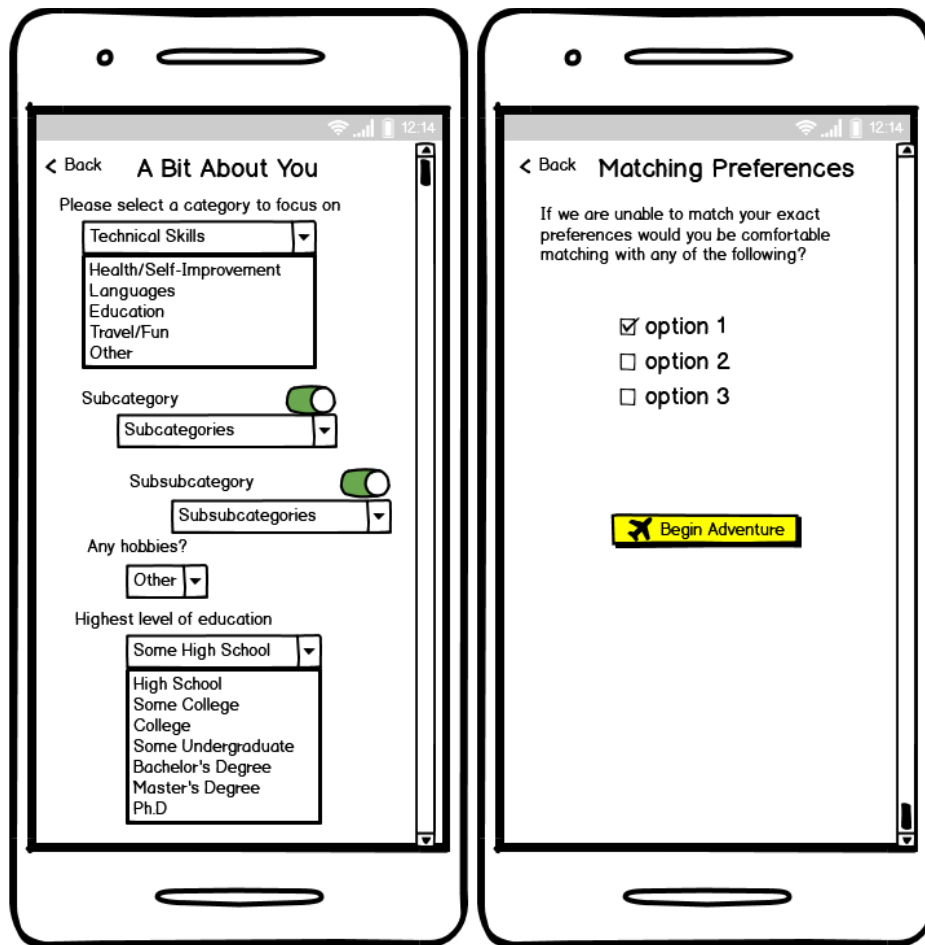 12:14
< Back A Bit About You
Please select a category to focus on
Technical Skills
Health/Self-Improvement
Languages
Education
Travel/Fun
Other
Subcategory
Subcategories
Subsubcategory
Subsubcategories
Any hobbies?
Other
Highest level of education
Some High School
High School
Some College
College
Some Undergraduate
Bachelor's Degree
Master's Degree
Ph.D
12:14
< Back Matching Preferences
If we are unable to match your exact
preferences would you be comfortable
matching with any of the following?
option 1
option 2
option 3
Begin Adventure